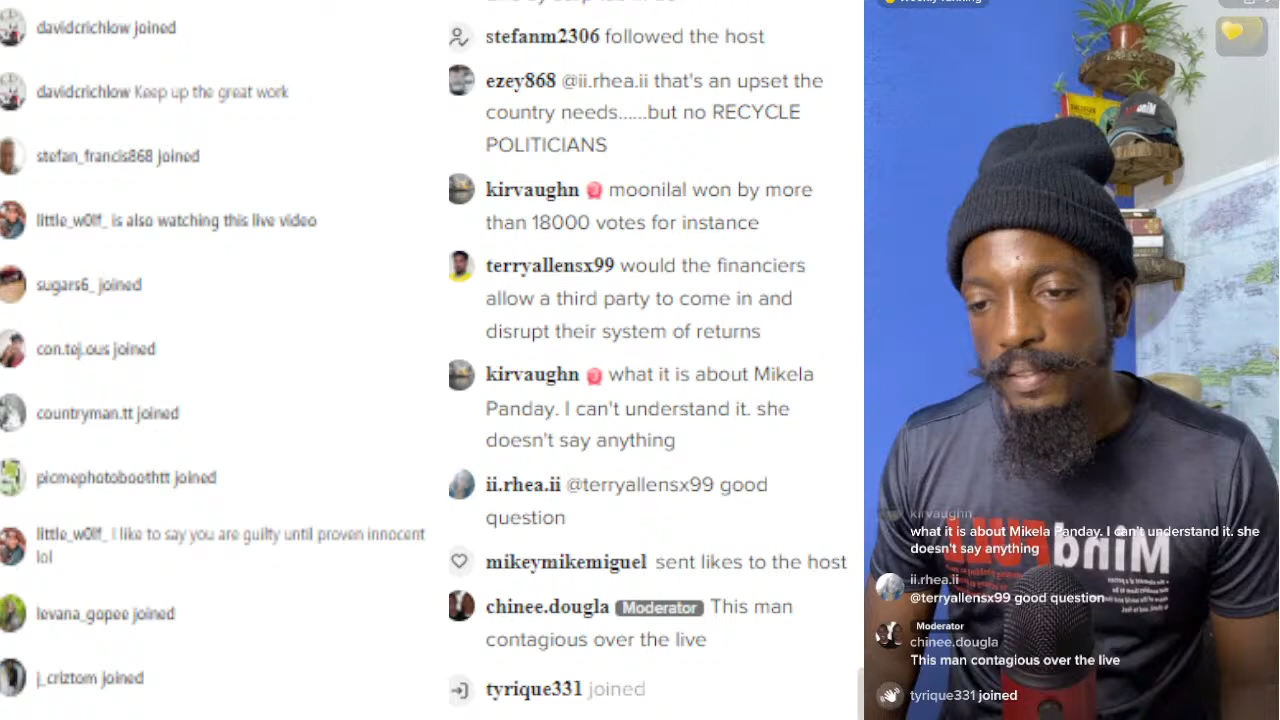 davidcrichlow joined
davidcrichlow Keep up the great work
stefan_francis868 joined
little_w0lf_ is also watching this live video
sugars6_ joined
con.tej.ous joined
countryman.tt joined
picmephotoboothtt joined
little_w0lf_ I like to say you are guilty until proven innocent
lol
levana_gopee joined
j_criztom joined
stefanm2306 followed the host
ezey868 @ii.rhea.ii that's an upset the
country needs......but no RECYCLE
POLITICIANS
kirvaughn moonilal won by more
than 18000 votes for instance
terryallensx99 would the financiers
allow a third party to come in and
disrupt their system of returns
kirvaughn what it is about Mikela
Panday. I can't understand it. she
doesn't say anything
ii.rhea.ii @terryallensx99 good
question
mikeymikemiguel sent likes to the host
chinee.dougla Moderator This man
contagious over the live
tyrique331 joined
kirvaughn
what it is about Mikela Panday. I can't understand it. she
doesn't say anything
Mind FULL
ii.rhea.ii
@terryallensx99 good question
Moderator
chinee.dougla
This man contagious over the live
tyrique331 joined